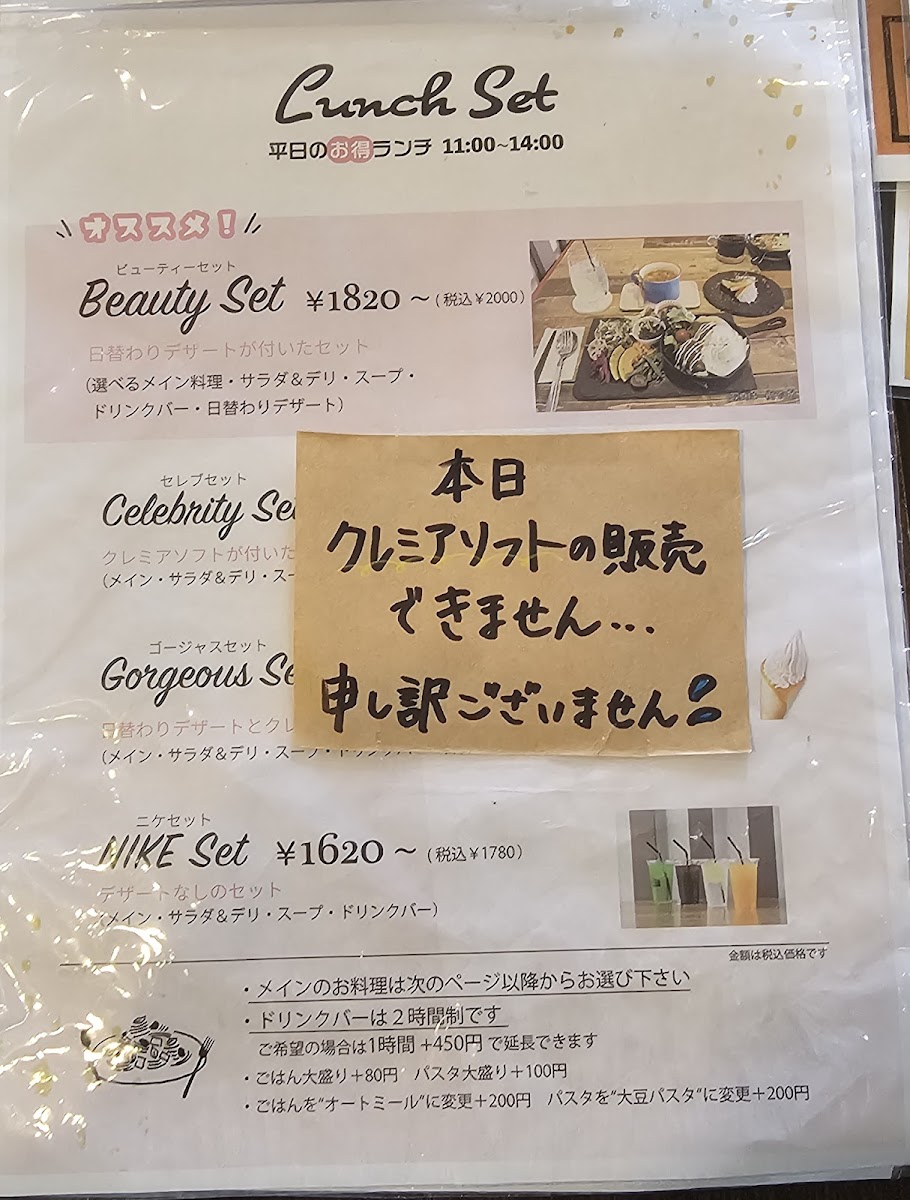 Lunch Set
平日のお得ランチ 11:00~14:00
オススメ!
ビューティーセット
Beauty Set ¥1820 ~ (税込¥2000)
日替わりデザートが付いたセット
(選べるメイン料理・サラダ&デリ・スープ・
ドリンクバー・日替わりデザート)
セレブセット
Celebrity Set
クレミアソフトが付いた
(メイン・サラダ&デリ・スー
ゴージャスセット
Gorgeous Se
日替わりデザートとクレ
(メイン・サラダ&デリ・スープ・ドリンクバー
本日
クレミアソフトの販売
できません...
申し訳ございません
ニケセット
NIKE Set ¥1620 ~ (税込¥1780)
デザートなしのセット
(メイン・サラダ&デリ・スープ・ドリンクバー)
金額は税込価格です
・メインのお料理は次のページ以降からお選び下さい
・ドリンクバーは2時間制です
ご希望の場合は1時間 +450円 で延長できます
・ごはん大盛り+80円 パスタ大盛り+100円
・ごはんを"オートミール"に変更+200円 パスタを"大豆パスタ"に変更+200円